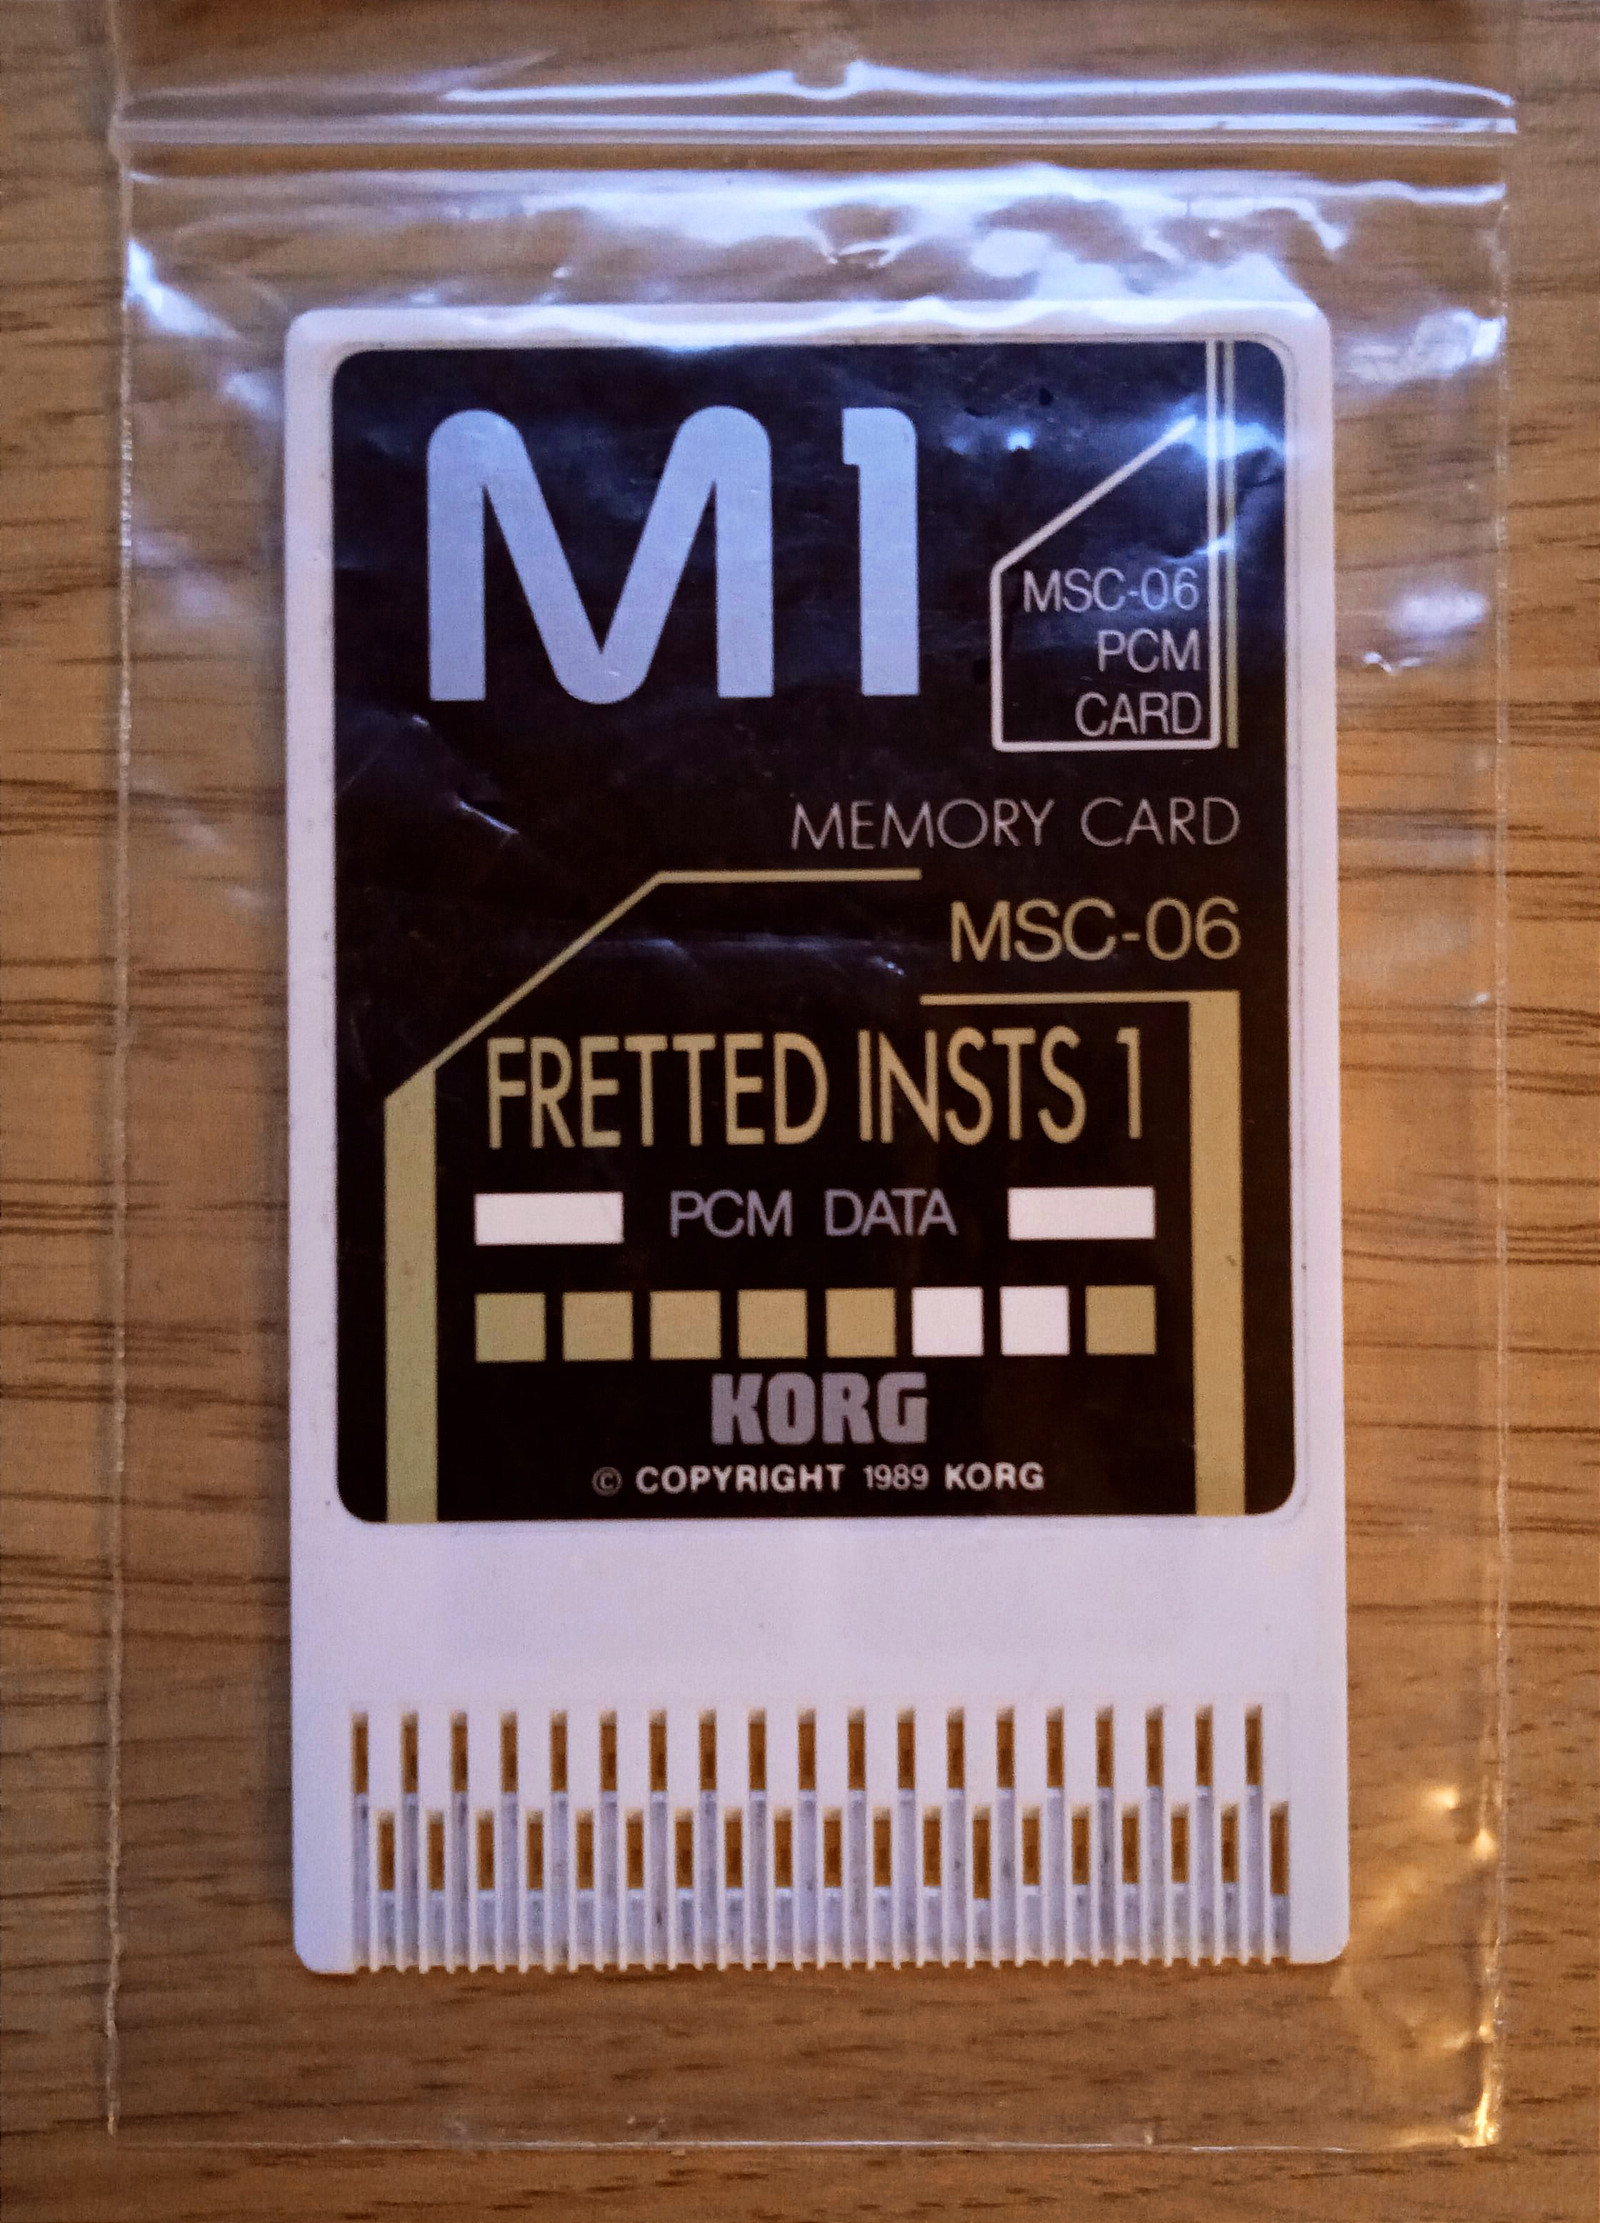 M1
MSC-06
PCM
CARD
MEMORY CARD
MSC-06
FRETTED INSTS 1
PCM DATA
KORG
© COPYRIGHT 1989 KORG